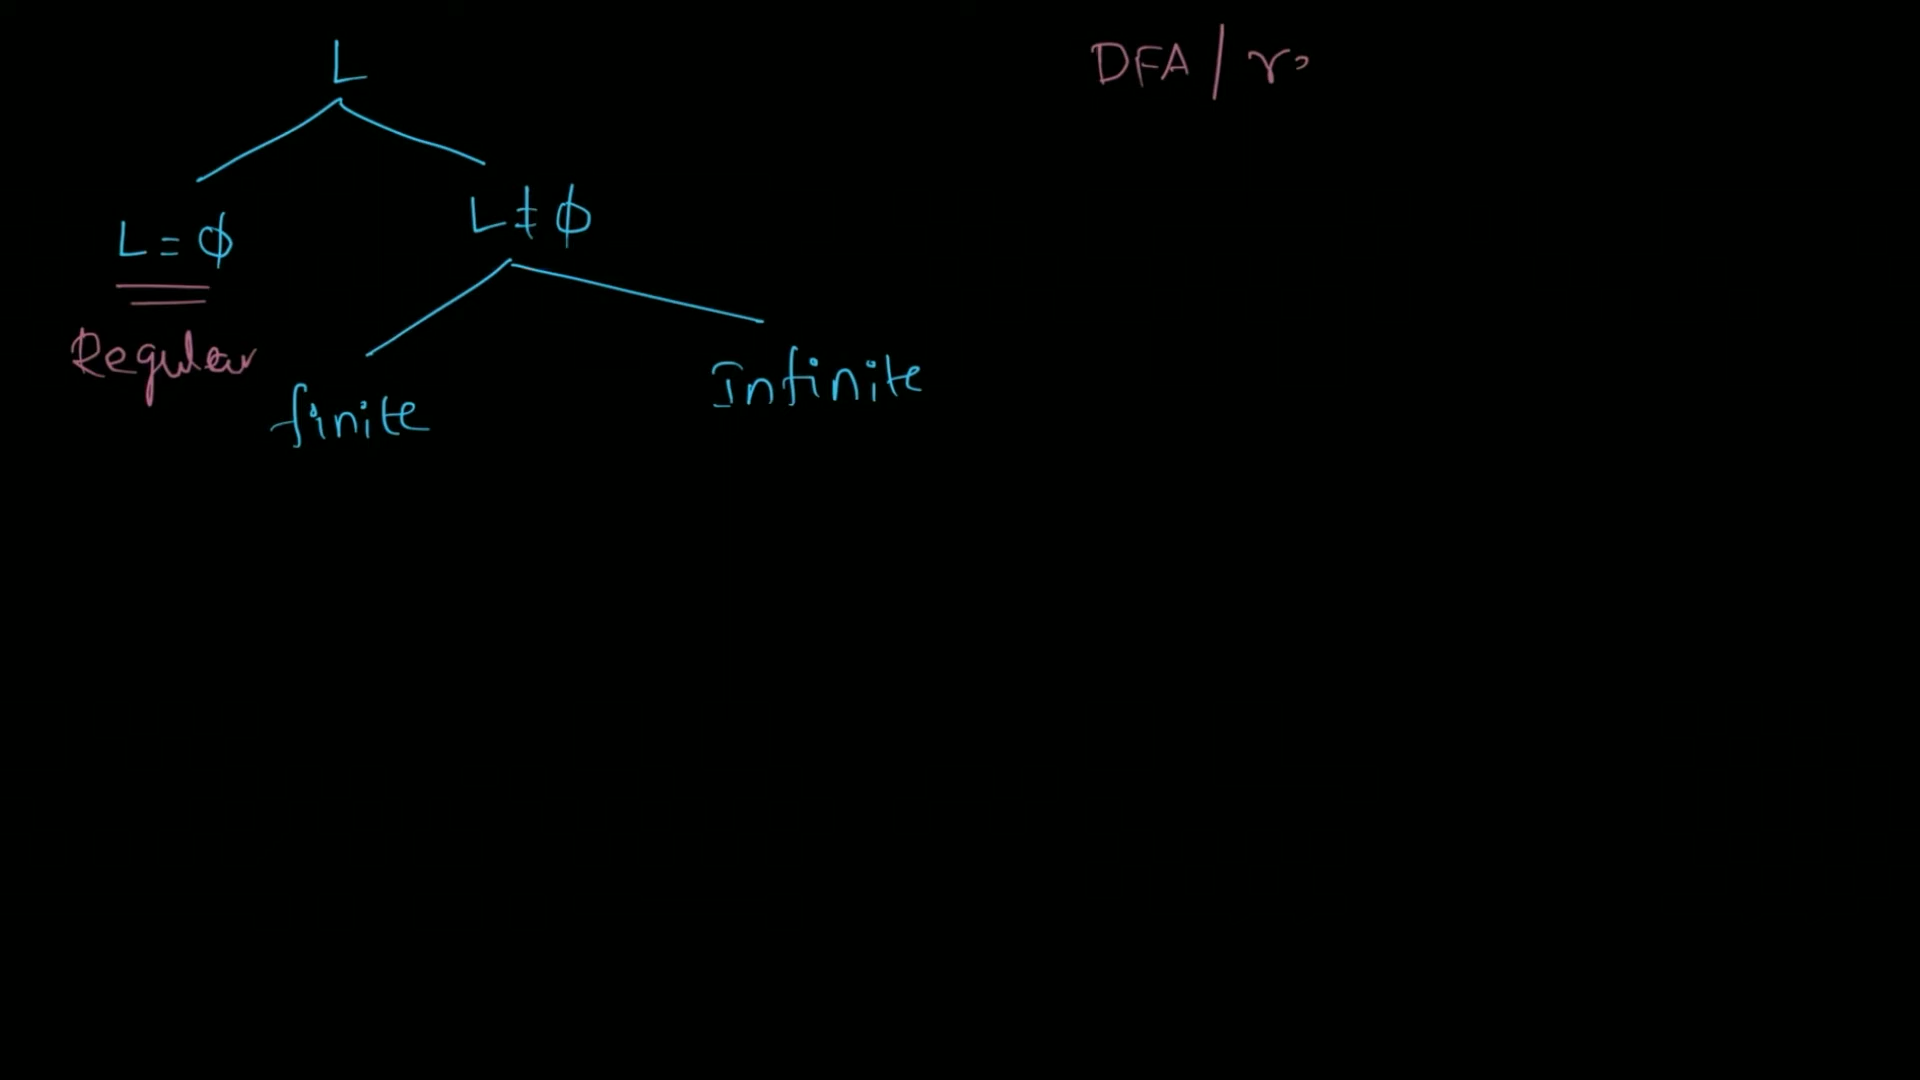 L
DFA / r
L = φ
L ≠ φ
Regular
finite
Infinite